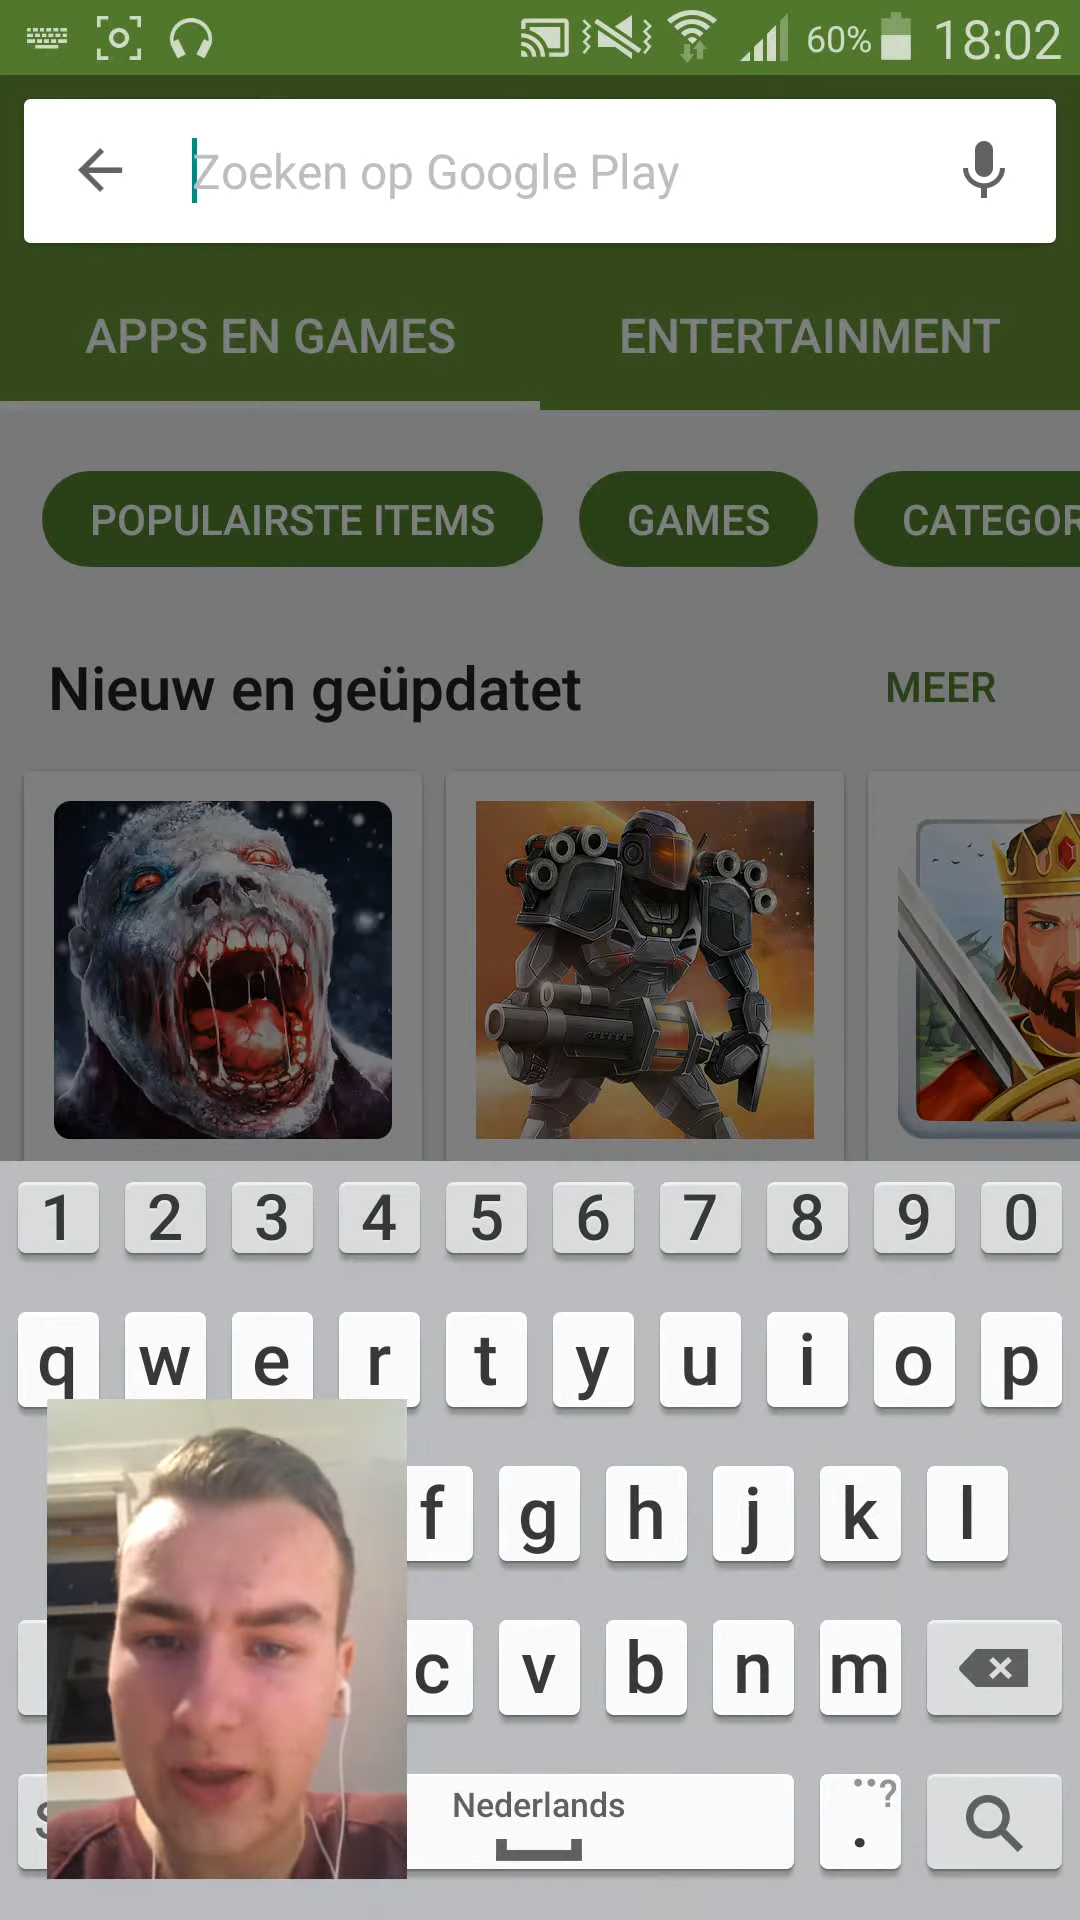 60% 18:02
Zoeken op Google Play
APPS EN GAMES ENTERTAINMENT
POPULAIRSTE ITEMS GAMES CATEGOR
Nieuw en geüpdatet MEER
1 2 3 4 5 6 7 8 9 0
q w e r t y u i o p
f g h j k l
c v b n m
S Nederlands . ?